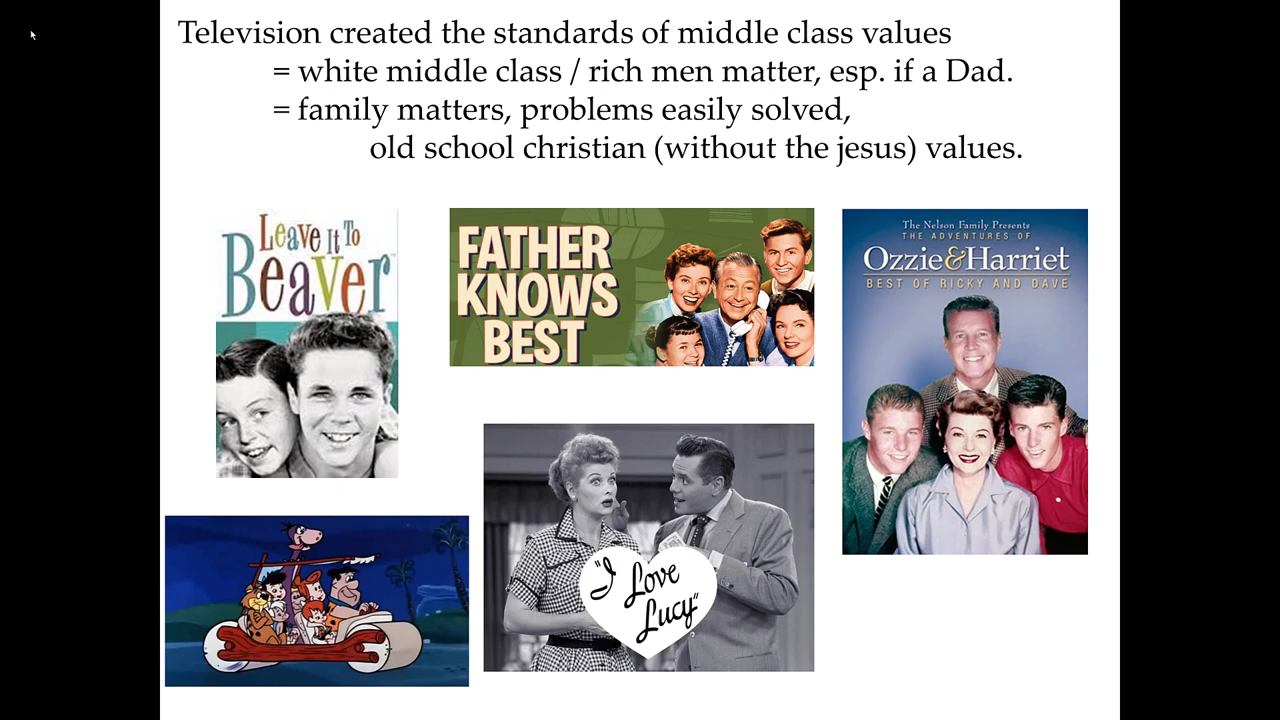 Television created the standards of middle class values
= white middle class / rich men matter, esp. if a Dad.
= family matters, problems easily solved,
old school christian (without the jesus) values.
Leave It To
Beaver
FATHER
KNOWS
BEST
The Nelson Family Presents
THE ADVENTURES OF
Ozzie&Harriet
BEST OF RICKY AND DAVE
"I
Love
Lucy"